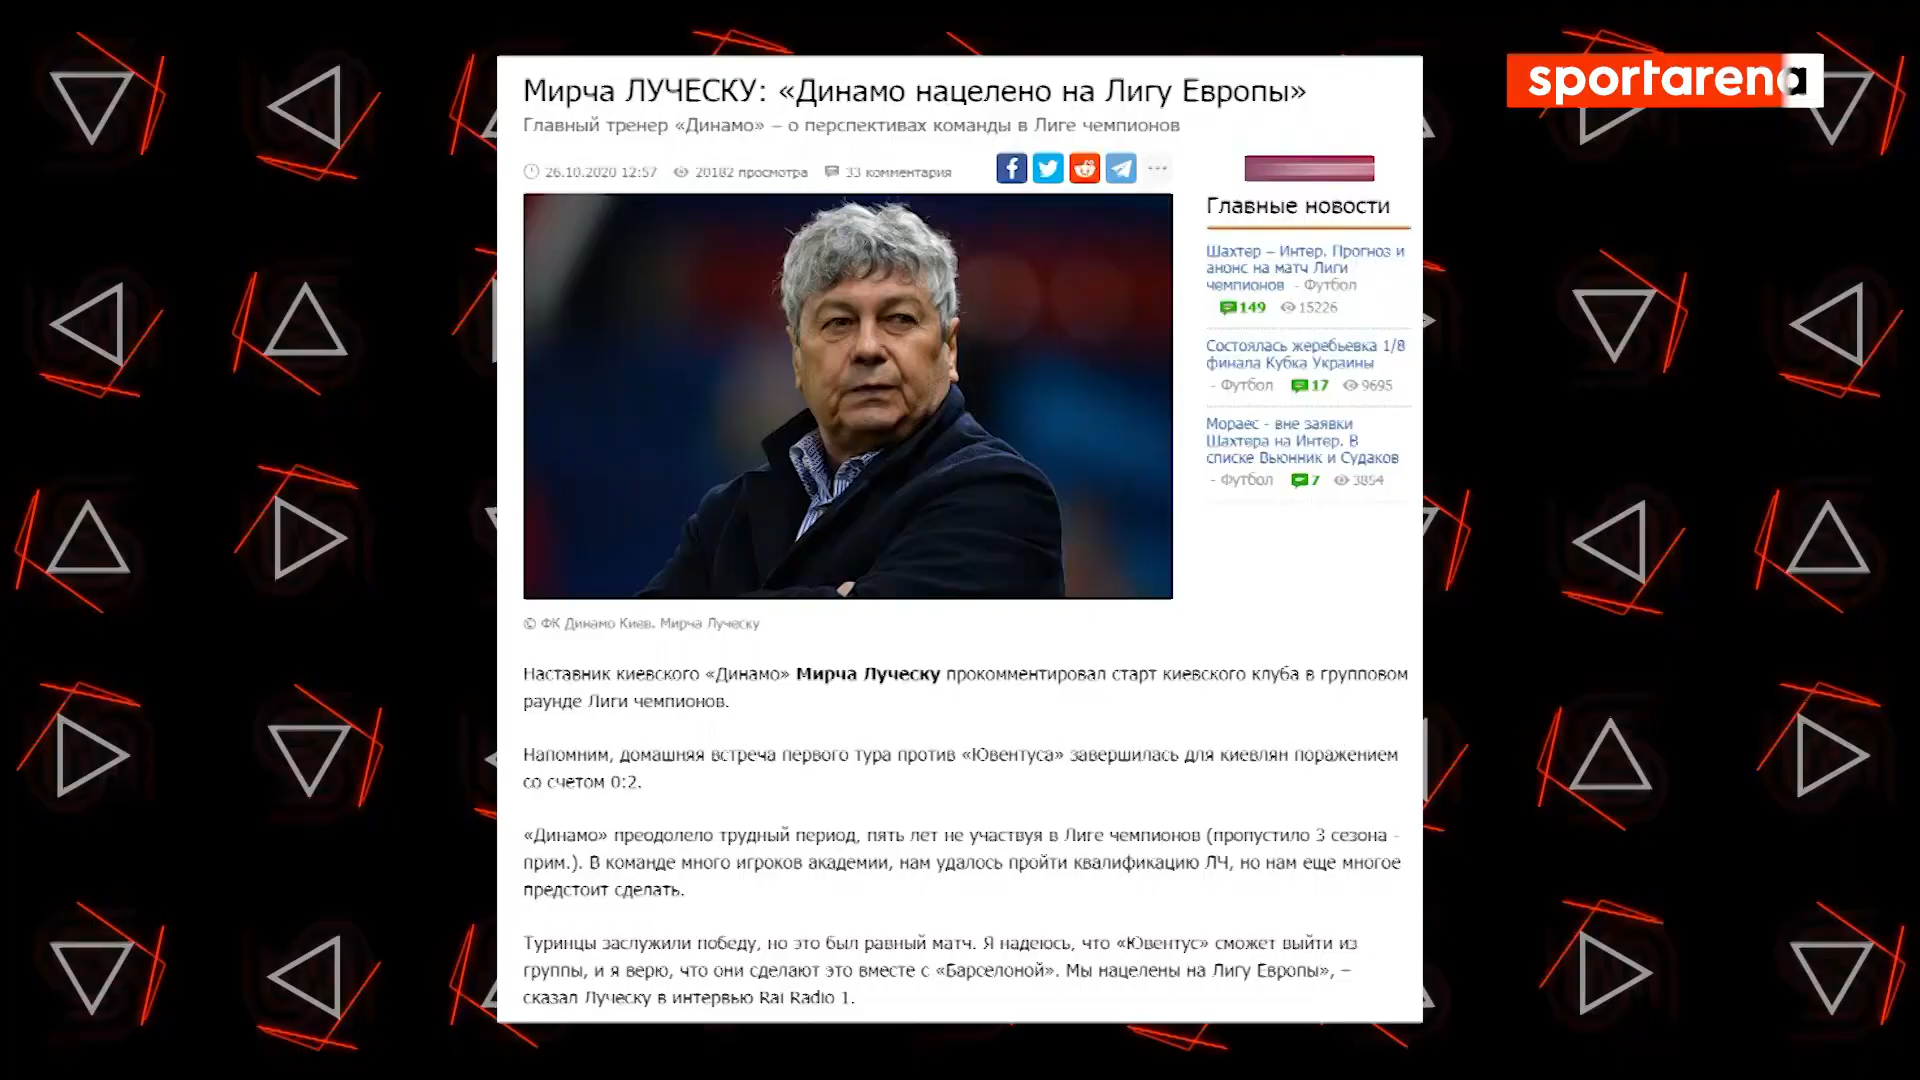 sportarena
Мирча ЛУЧЕСКУ: «Динамо нацелено на Лигу Европы»
Главный тренер «Динамо» – о перспективах команды в Лиге чемпионов
26.10.2020 12:57 20182 просмотра 33 комментария
© ФК Динамо Киев. Мирча Луческу
Наставник киевского «Динамо» Мирча Луческу прокомментировал старт киевского клуба в групповом
раунде Лиги чемпионов.
Напомним, домашняя встреча первого тура против «Ювентуса» завершилась для киевлян поражением
со счетом 0:2.
«Динамо» преодолело трудный период, пять лет не участвуя в Лиге чемпионов (пропустило 3 сезона -
прим.). В команде много игроков академии, нам удалось пройти квалификацию ЛЧ, но нам еще многое
предстоит сделать.
Туринцы заслужили победу, но это был равный матч. Я надеюсь, что «Ювентус» сможет выйти из
группы, и я верю, что они сделают это вместе с «Барселоной». Мы нацелены на Лигу Европы», –
сказал Луческу в интервью Rai Radio 1.
Главные новости
Шахтер – Интер. Прогноз и
анонс на матч Лиги
чемпионов - Футбол
149 15226
Состоялась жеребьевка 1/8
финала Кубка Украины
- Футбол 17 9695
Мораес - вне заявки
Шахтера на Интер. В
списке Вьюнник и Судаков
- Футбол 7 3854